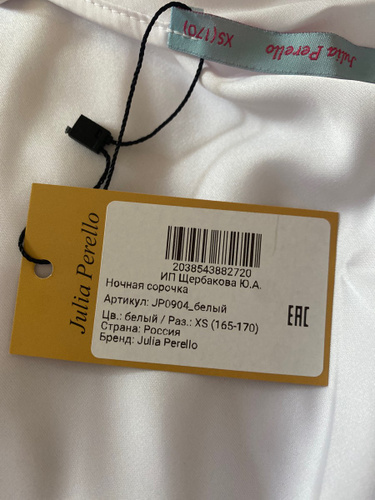 Julia Perello
XS(170)
Julia Perello
2038543882720
ИП Щербакова Ю.А.
Ночная сорочка
Артикул: JP0904_белый
Цв.: белый / Раз.: XS (165-170)
Страна: Россия
Бренд: Julia Perello
EAC